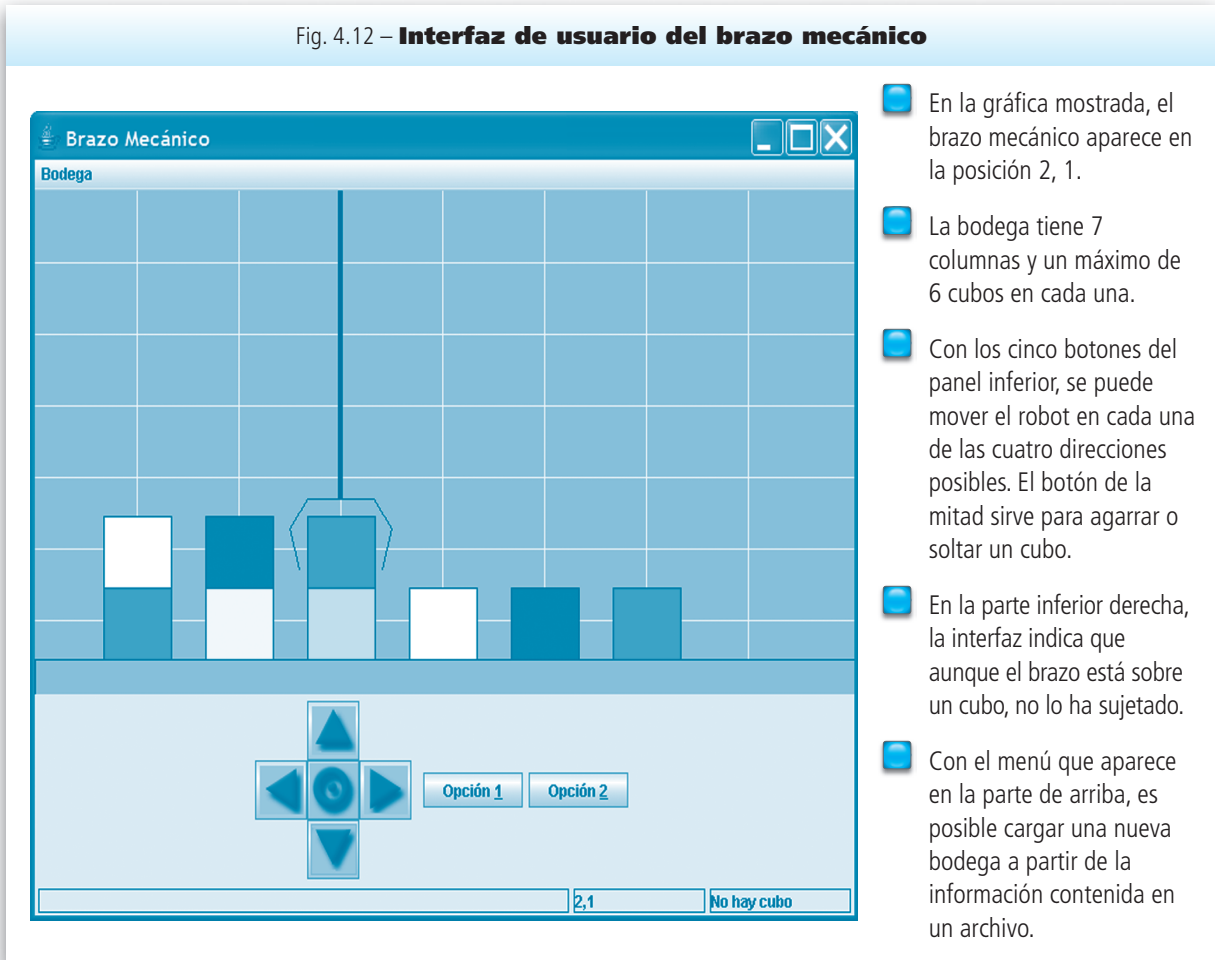 Fig. 4.12 – Interfaz de usuario del brazo mecánico
Brazo Mecánico
Bodega
Opción 1
Opción 2
2,1
No hay cubo
En la gráfica mostrada, el
brazo mecánico aparece en
la posición 2, 1.
La bodega tiene 7
columnas y un máximo de
6 cubos en cada una.
Con los cinco botones del
panel inferior, se puede
mover el robot en cada una
de las cuatro direcciones
posibles. El botón de la
mitad sirve para agarrar o
soltar un cubo.
En la parte inferior derecha,
la interfaz indica que
aunque el brazo está sobre
un cubo, no lo ha sujetado.
Con el menú que aparece
en la parte de arriba, es
posible cargar una nueva
bodega a partir de la
información contenida en
un archivo.